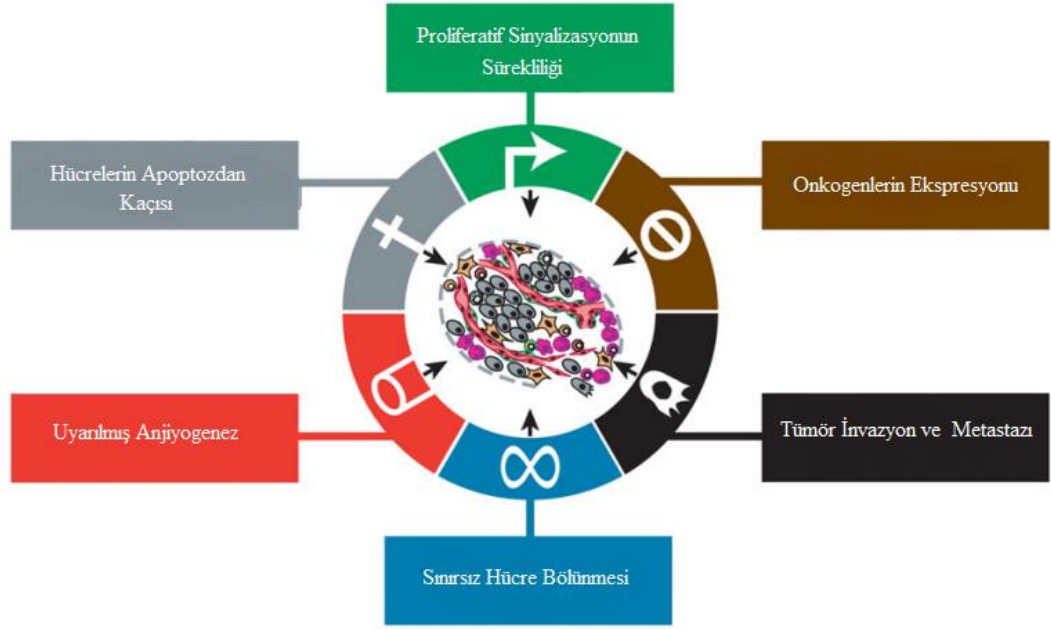 Proliferatif Sinyalizasyonun
Sürekliliği
Hücrelerin Apoptozdan
Kaçısı
Onkogenlerin Ekspresyonu
Uyarılmış Anjiyogenez
Tümör İnvazyon ve Metastazı
Sınırsız Hücre Bölünmesi